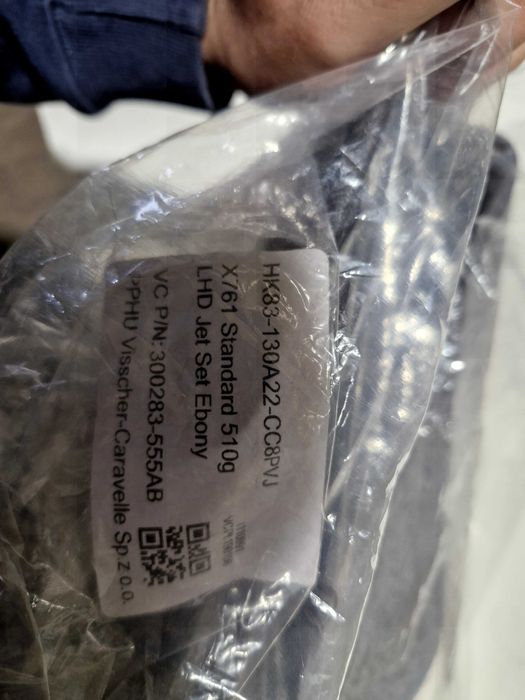 HK83-130A22-CC8PVJ
X761 Standard 510g
LHD Jet Set Ebony
VC P/N: 300283-555AB
PPHU Visscher-Caravelle Sp.z o.o.